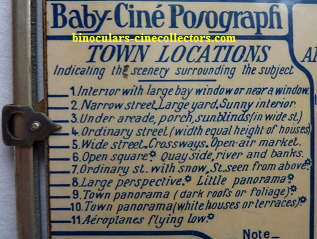 Baby-Ciné Posograph
binoculars-cinecollectors.com
TOWN LOCATIONS
Indicating the scenery surrounding the subject
1. Interior with large bay window or near a window.
2. Narrow street, Large yard, Sunny interior.
3. Under arcade, porch, sunblinds (in wide st.)
4. Ordinary street (width equal height of houses)
5. Wide street, Crossways. Open-air market.
6. Open square☼ Quay side, river and banks.
7. Ordinary st. with snow, St. seen from above☼
8. Large perspective.☼ Little panorama☼
9. Town panorama (dark roofs or foliage)☼
10. Town panorama (white houses or terraces)☼
11. Aéroplanes flying low☼
Note